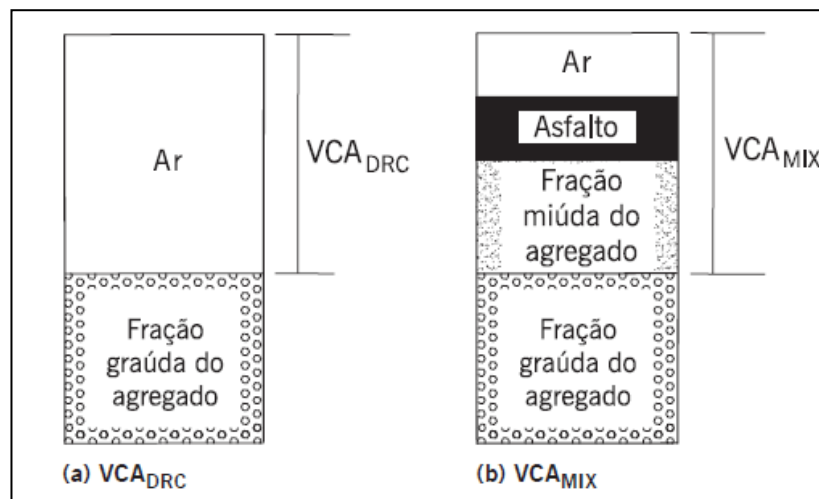 Ar
VCA_DRC
Fração
graúda do
agregado
(a) VCA_DRC
Ar
Asfalto
Fração
miúda do
agregado
VCA_MIX
Fração
graúda do
agregado
(b) VCA_MIX